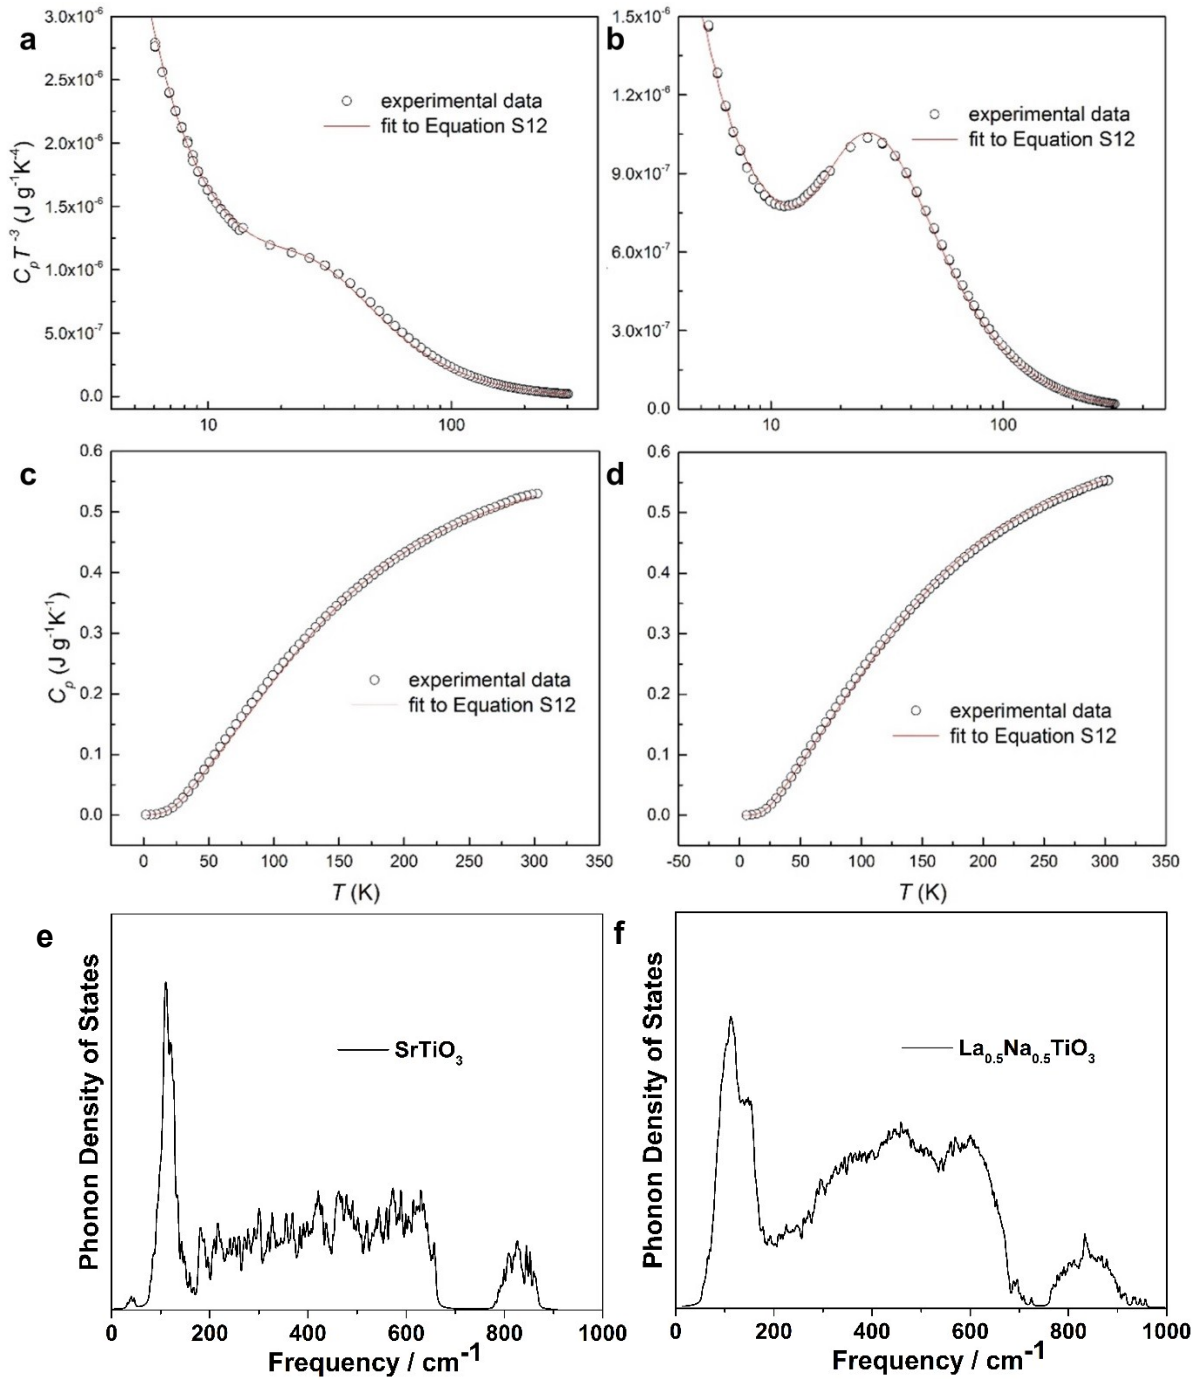 a
3.0x10⁻⁶
2.5x10⁻⁶
2.0x10⁻⁶
1.5x10⁻⁶
1.0x10⁻⁶
5.0x10⁻⁷
0.0
CₚT⁻³ (J g⁻¹K⁻⁴)
experimental data
fit to Equation S12
10 100
b
1.5x10⁻⁶
1.2x10⁻⁶
9.0x10⁻⁷
6.0x10⁻⁷
3.0x10⁻⁷
0.0
experimental data
fit to Equation S12
10 100
c
0.6
0.5
0.4
0.3
0.2
0.1
0.0
Cₚ (J g⁻¹K⁻¹)
experimental data
fit to Equation S12
0 50 100 150 200 250 300 350
T (K)
d
0.6
0.5
0.4
0.3
0.2
0.1
0.0
experimental data
fit to Equation S12
-50 0 50 100 150 200 250 300 350
T (K)
e
Phonon Density of States
SrTiO₃
0 200 400 600 800 1000
Frequency / cm⁻¹
f
Phonon Density of States
La₀.₅Na₀.₅TiO₃
0 200 400 600 800 1000
Frequency / cm⁻¹